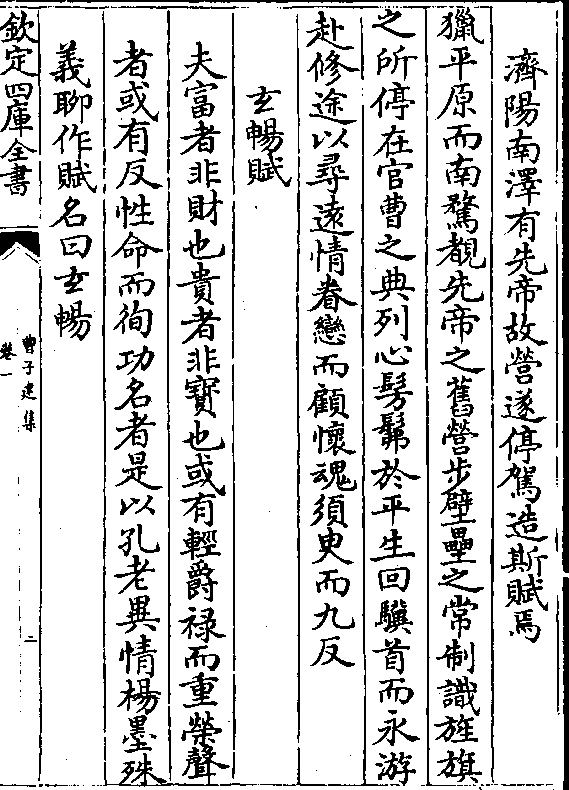 濟陽南澤有先帝故營遂停駕造斯賦焉
獵平原而南騖覩先帝之舊營步壁壘之常制識旌旗
之所停在官曹之典列心髣髴於平生回驥首而永游
赴修途以尋遠情眷戀而顧懷魂須臾而九反
玄暢賦
夫富者非財也貴者非寶也或有輕爵祿而重榮聲
者或有反性命而徇功名者是以孔老異情楊墨殊
義聊作賦名曰玄暢
欽定四庫全書
曹子建集
卷一
二